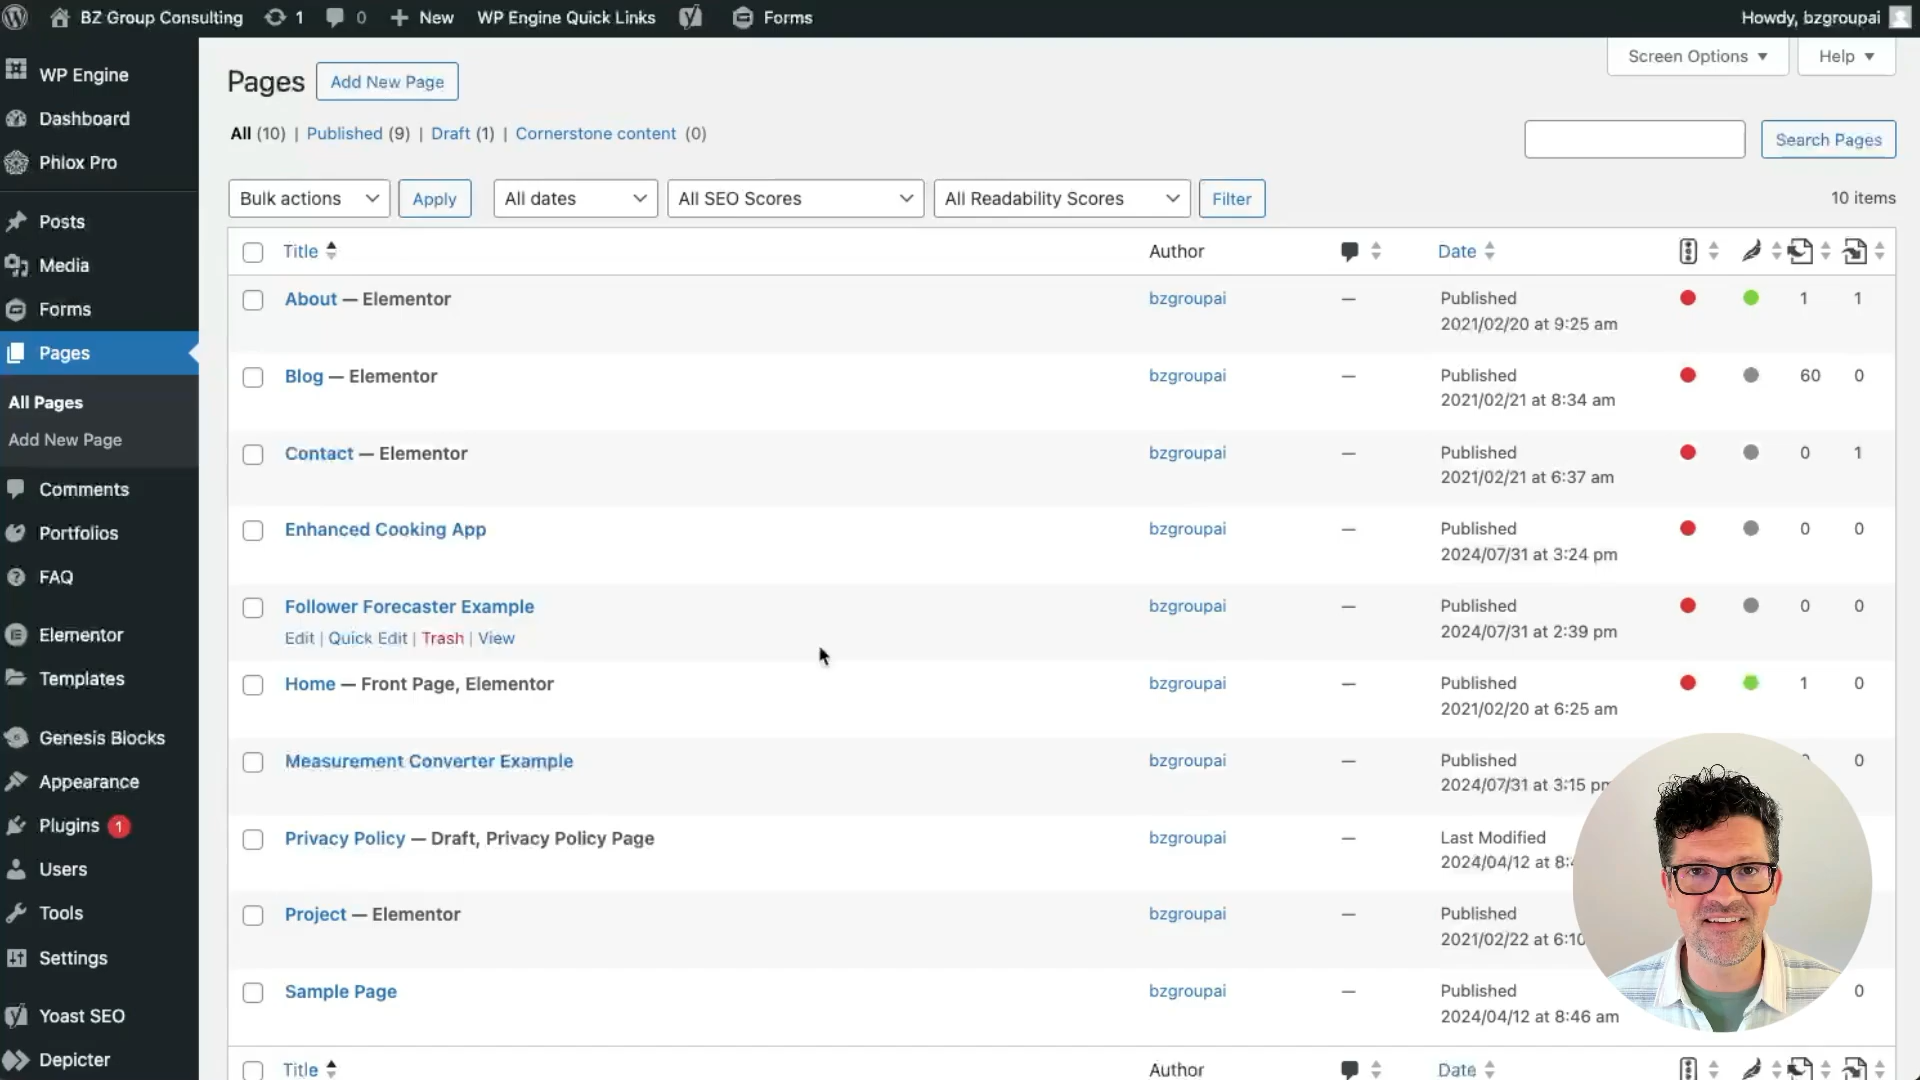 BZ Group Consulting 1 0 New WP Engine Quick Links Forms Howdy, bzgroupai
WP Engine
Dashboard
Phlox Pro
Posts
Media
Forms
Pages
All Pages
Add New Page
Comments
Portfolios
FAQ
Elementor
Templates
Genesis Blocks
Appearance
Plugins 1
Users
Tools
Settings
Yoast SEO
Depicter
Screen Options Help
Pages Add New Page
All (10) | Published (9) | Draft (1) | Cornerstone content (0)
Search Pages
Bulk actions Apply All dates All SEO Scores All Readability Scores Filter 10 items
Title Author Date
About — Elementor bzgroupai — Published 1 1
2021/02/20 at 9:25 am
Blog — Elementor bzgroupai — Published 60 0
2021/02/21 at 8:34 am
Contact — Elementor bzgroupai — Published 0 1
2021/02/21 at 6:37 am
Enhanced Cooking App bzgroupai — Published 0 0
2024/07/31 at 3:24 pm
Follower Forecaster Example bzgroupai — Published 0 0
Edit | Quick Edit | Trash | View 2024/07/31 at 2:39 pm
Home — Front Page, Elementor bzgroupai — Published 1 0
2021/02/20 at 6:25 am
Measurement Converter Example bzgroupai — Published 0
2024/07/31 at 3:15 pm
Privacy Policy — Draft, Privacy Policy Page bzgroupai — Last Modified
2024/04/12 at 8:4
Project — Elementor bzgroupai — Published
2021/02/22 at 6:10
Sample Page bzgroupai — Published 0
2024/04/12 at 8:46 am
Title Author Date